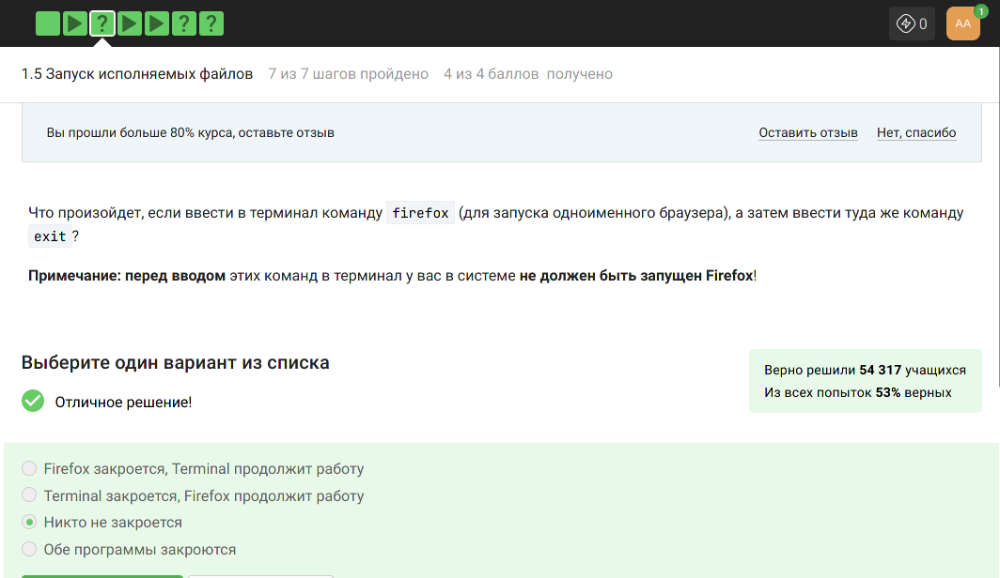 ? ? ?
0
AA
1
1.5 Запуск исполняемых файлов 7 из 7 шагов пройдено 4 из 4 баллов получено
Вы прошли больше 80% курса, оставьте отзыв Оставить отзыв Нет, спасибо
Что произойдет, если ввести в терминал команду firefox (для запуска одноименного браузера), а затем ввести туда же команду
exit ?
Примечание: перед вводом этих команд в терминал у вас в системе не должен быть запущен Firefox!
Выберите один вариант из списка
Отличное решение!
Верно решили 54 317 учащихся
Из всех попыток 53% верных
Firefox закроется, Terminal продолжит работу
Terminal закроется, Firefox продолжит работу
Никто не закроется
Обе программы закроются